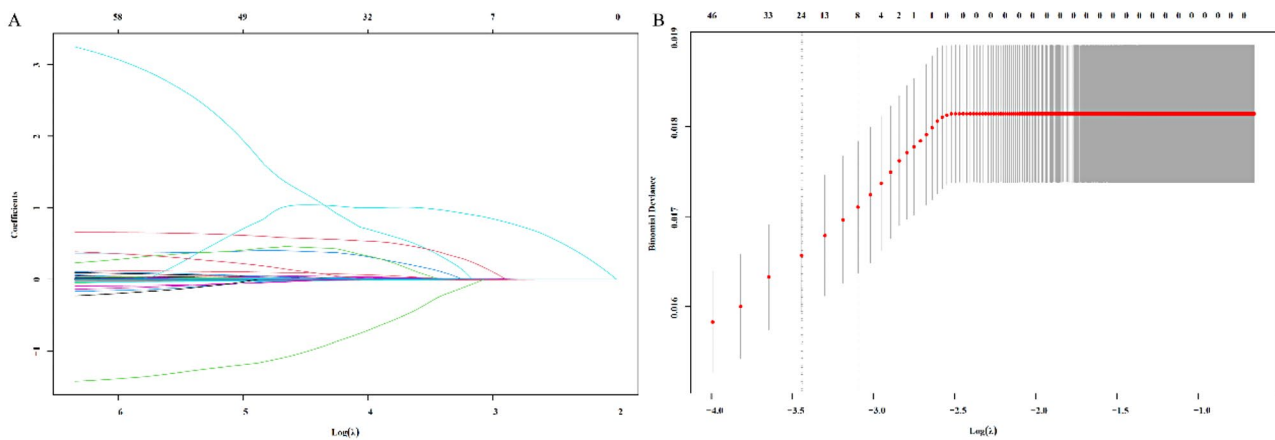 A
58 49 32 7 0
3
2
1
0
−1
Coefficients
6 5 4 3 2
Log(λ)
B
46 33 24 13 8 4 2 1 1 0 0 0 0 0 0 0 0 0 0 0 0 0 0 0 0 0 0 0 0 0 0
0.019
0.018
0.017
0.016
Binomial Deviance
−4.0 −3.5 −3.0 −2.5 −2.0 −1.5 −1.0
Log(λ)